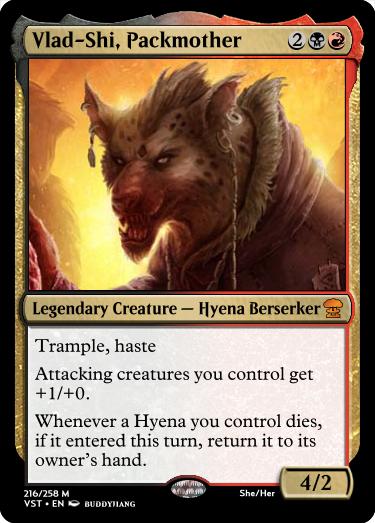 Vlad-Shi, Packmother 2
Legendary Creature — Hyena Berserker
Trample, haste
Attacking creatures you control get
+1/+0.
Whenever a Hyena you control dies,
if it entered this turn, return it to its
owner's hand.
4/2
216/258 M
She/Her
VST • EN BUDDYJIANG